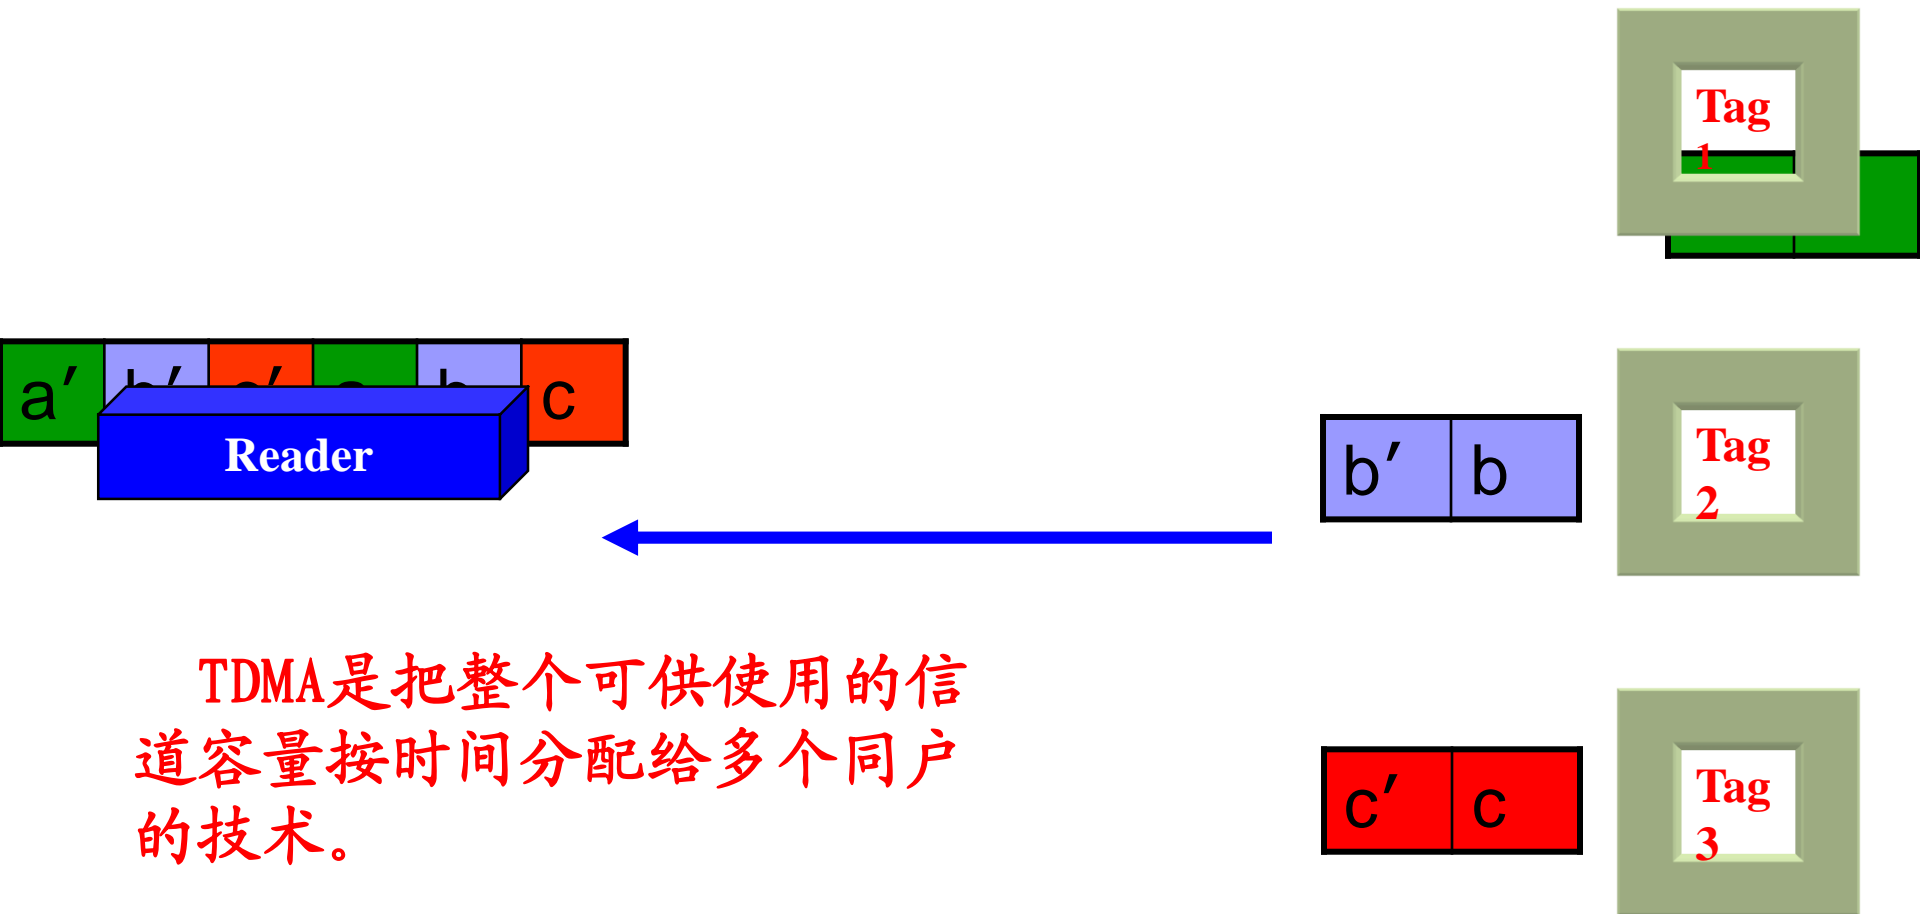 Tag
1
a′ b′ c′ a b c
Reader
b′ b
Tag
2
TDMA是把整个可供使用的信
道容量按时间分配给多个同户
的技术。
c′ c
Tag
3